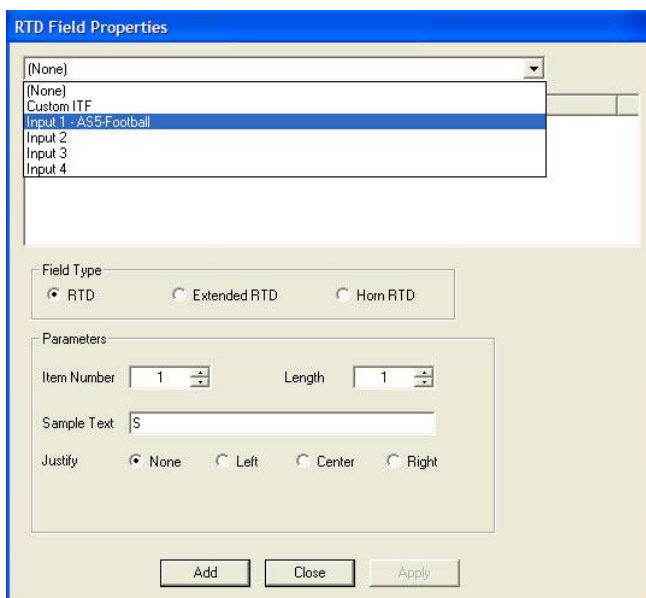 RTD Field Properties
(None)
(None)
Custom ITF
Input 1 - AS5-Football
Input 2
Input 3
Input 4
Field Type
RTD Extended RTD Horn RTD
Parameters
Item Number 1 Length 1
Sample Text S
Justify None Left Center Right
Add Close Apply